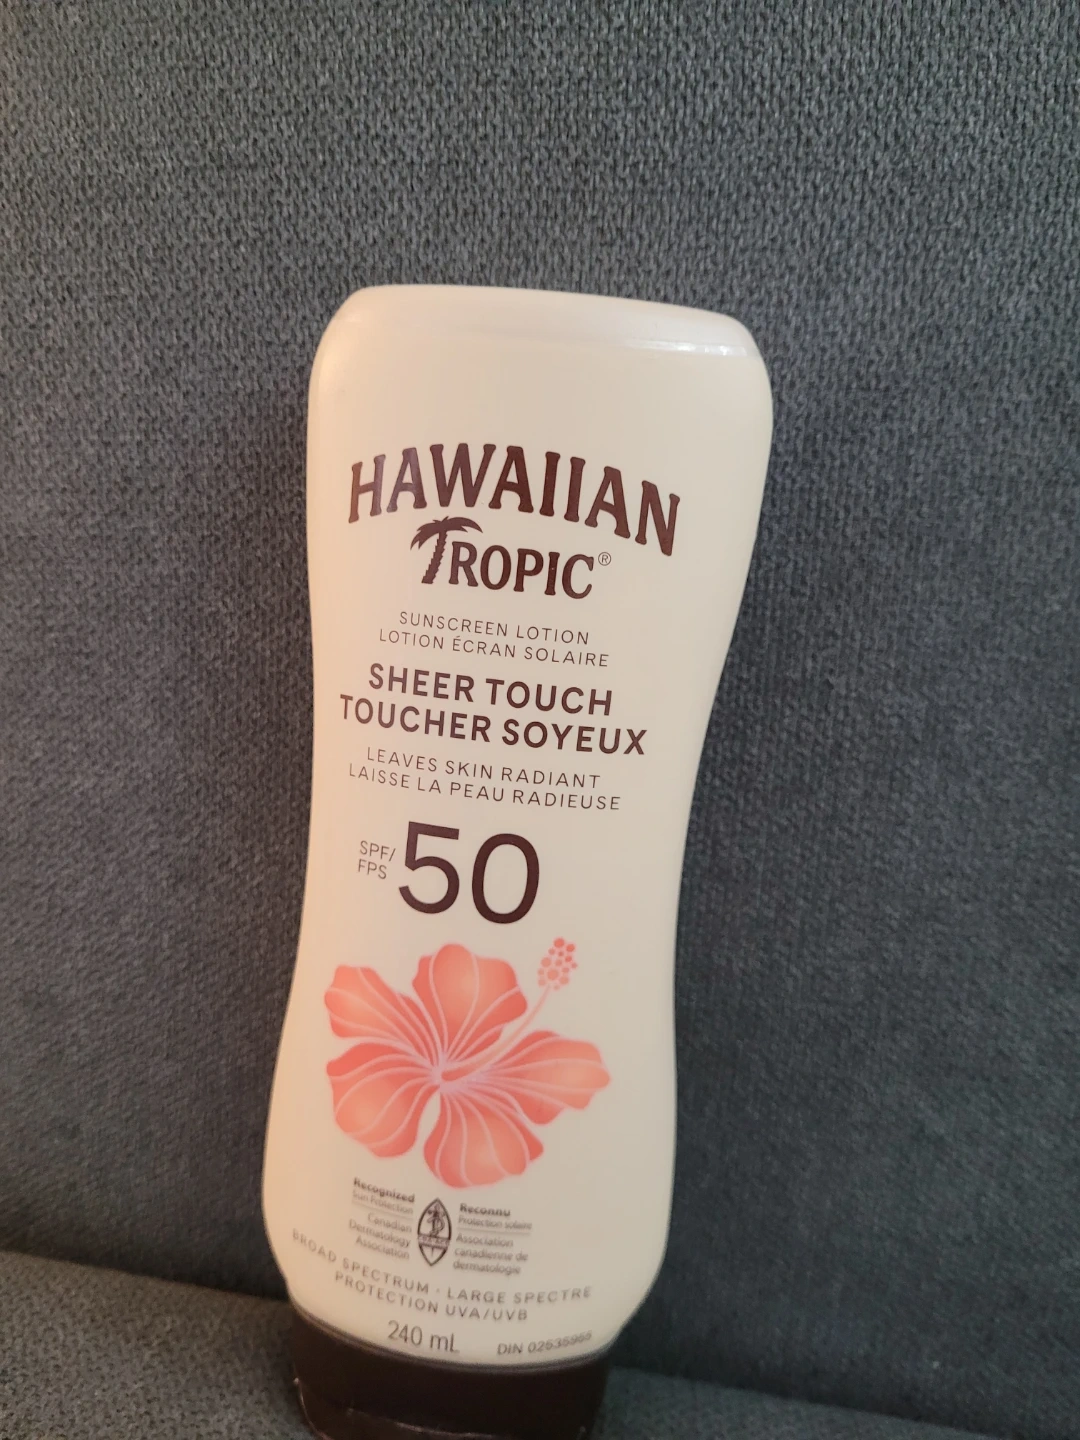 HAWAIIAN
TROPIC®
SUNSCREEN LOTION
LOTION ÉCRAN SOLAIRE
SHEER TOUCH
TOUCHER SOYEUX
LEAVES SKIN RADIANT
LAISSE LA PEAU RADIEUSE
SPF/
FPS
50
Recognized
Sun Protection
Canadian
Dermatology
Association
Reconnu
Protection solaire
Association
canadienne de
dermatologie
BROAD SPECTRUM · LARGE SPECTRE
PROTECTION UVA/UVB
240 mL
DIN